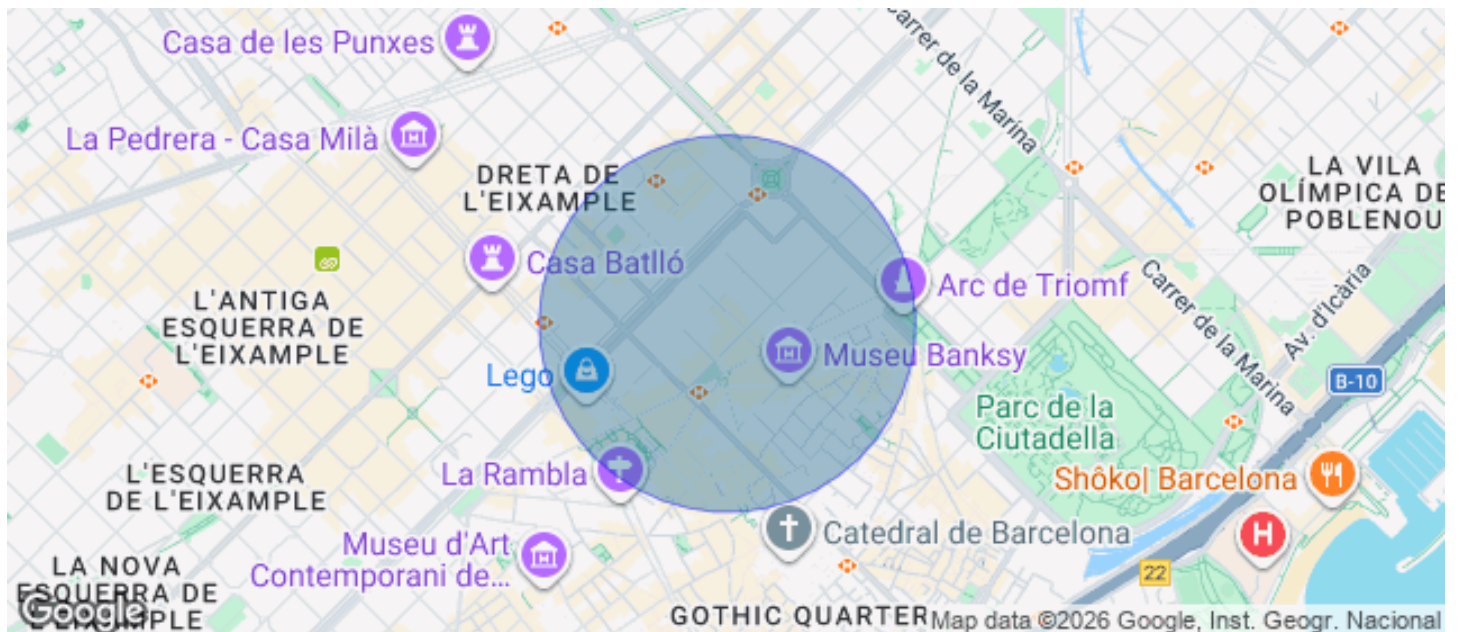 Casa de les Punxes
Carrer de la Marina
La Pedrera - Casa Milà
DRETA DE
L'EIXAMPLE
LA VILA
OLÍMPICA DE
POBLENOU
Casa Batlló
Arc de Triomf
L'ANTIGA
ESQUERRA DE
L'EIXAMPLE
Carrer de la Marina
Av. d'Icària
Museu Banksy
Lego
B-10
Parc de la
Ciutadella
La Rambla
L'ESQUERRA
DE L'EIXAMPLE
Shôko| Barcelona
Museu d'Art
Contemporani de...
Catedral de Barcelona
H
22
LA NOVA
ESQUERRA DE
L'EIXAMPLE
Google
GOTHIC QUARTER
Map data ©2026 Google, Inst. Geogr. Nacional